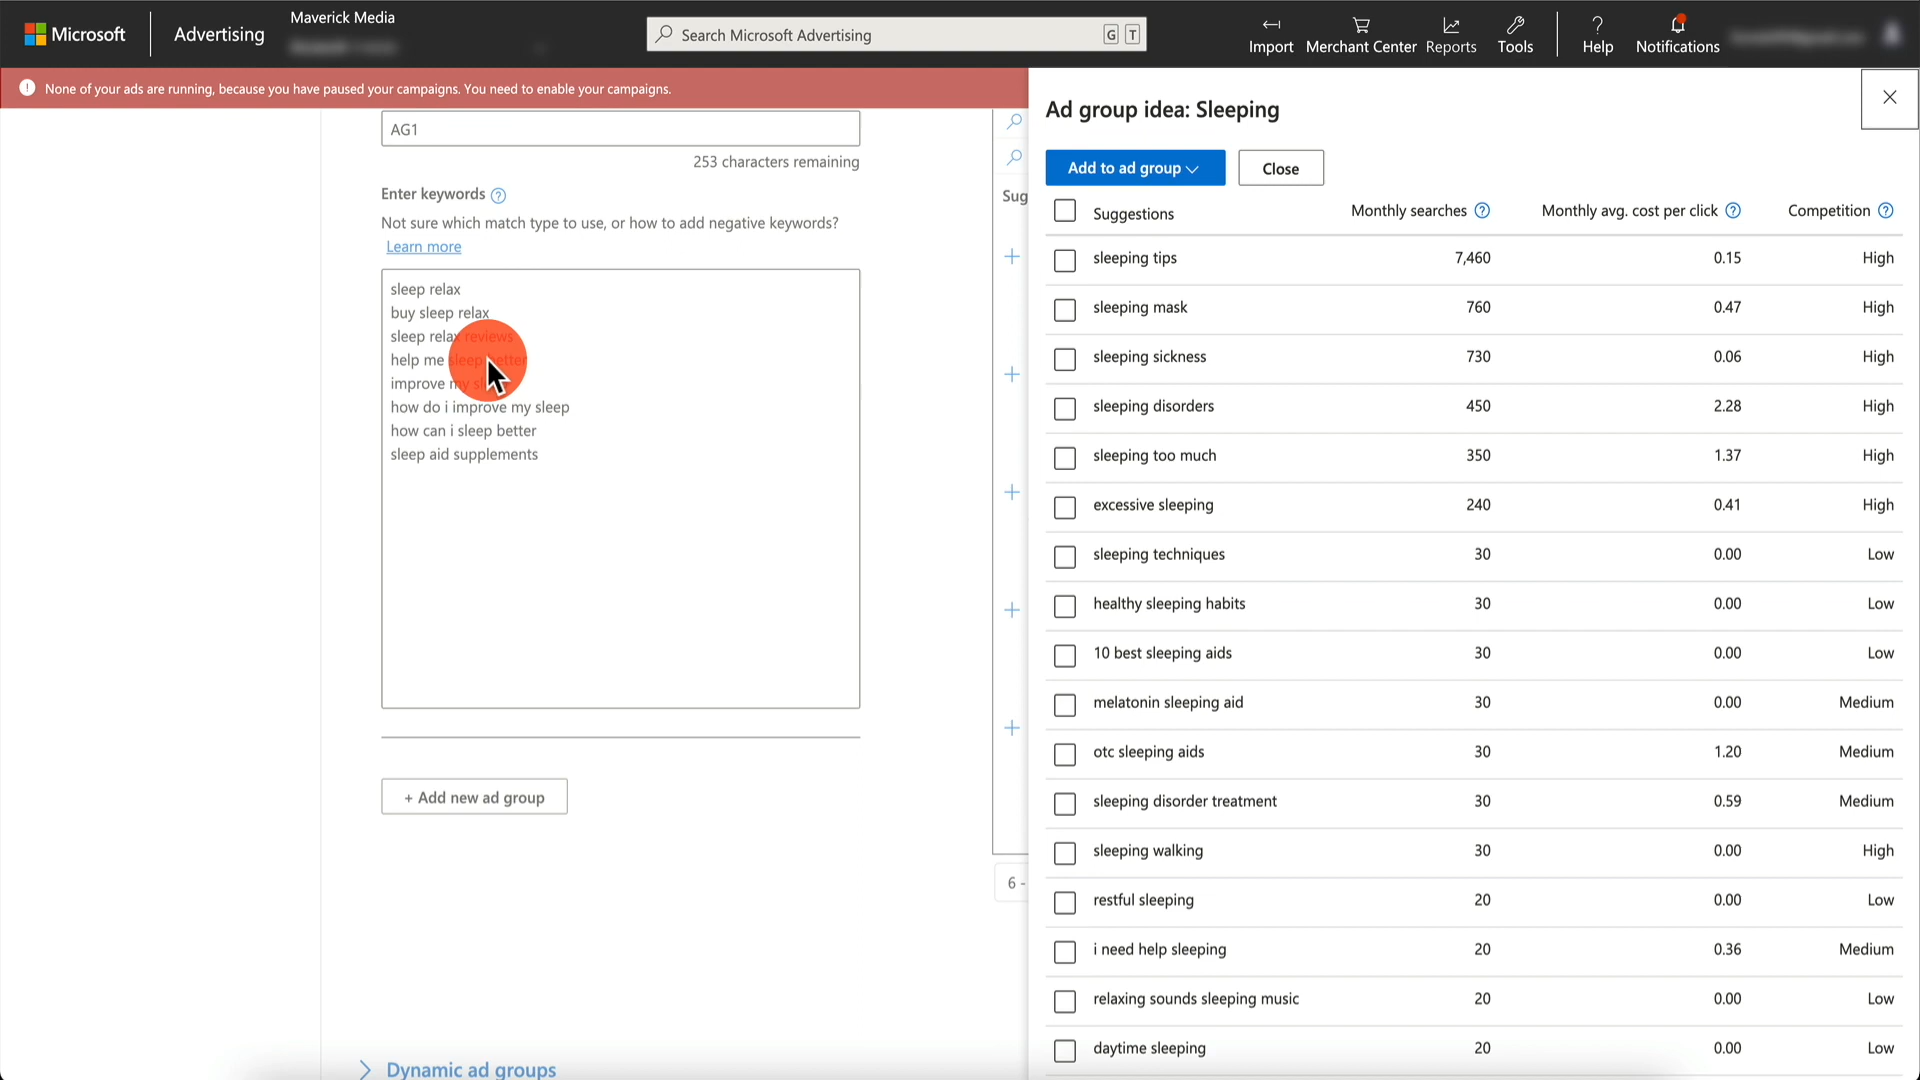 Microsoft
Advertising
Maverick Media
Search Microsoft Advertising
G
T
Import
Merchant Center
Reports
Tools
Help
Notifications
None of your ads are running, because you have paused your campaigns. You need to enable your campaigns.
AG1
253 characters remaining
Enter keywords
Not sure which match type to use, or how to add negative keywords?
Learn more
sleep relax
buy sleep relax
sleep relax reviews
help me sleep better
improve my
how do i improve my sleep
how can i sleep better
sleep aid supplements
+ Add new ad group
Dynamic ad groups
Sug
6 -
Ad group idea: Sleeping
Add to ad group
Close
Suggestions Monthly searches Monthly avg. cost per click Competition
sleeping tips 7,460 0.15 High
sleeping mask 760 0.47 High
sleeping sickness 730 0.06 High
sleeping disorders 450 2.28 High
sleeping too much 350 1.37 High
excessive sleeping 240 0.41 High
sleeping techniques 30 0.00 Low
healthy sleeping habits 30 0.00 Low
10 best sleeping aids 30 0.00 Low
melatonin sleeping aid 30 0.00 Medium
otc sleeping aids 30 1.20 Medium
sleeping disorder treatment 30 0.59 Medium
sleeping walking 30 0.00 High
restful sleeping 20 0.00 Low
i need help sleeping 20 0.36 Medium
relaxing sounds sleeping music 20 0.00 Low
daytime sleeping 20 0.00 Low